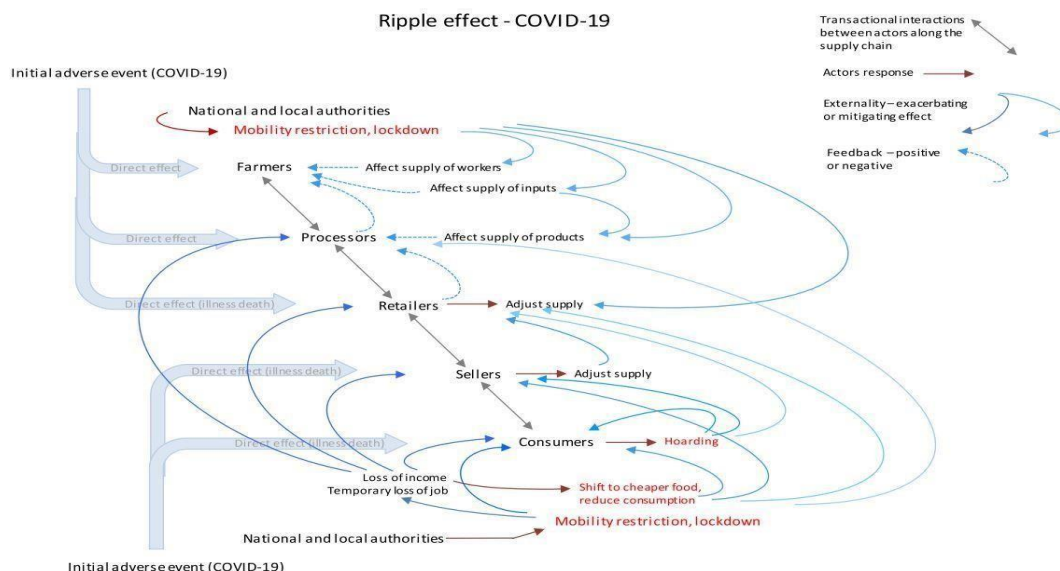 Ripple effect - COVID-19
Transactional interactions
between actors along the
supply chain
Actors response
Externality – exacerbating
or mitigating effect
Feedback – positive
or negative
Initial adverse event (COVID-19)
National and local authorities
Mobility restriction, lockdown
Direct effect
Farmers
Affect supply of workers
Affect supply of inputs
Direct effect
Processors
Affect supply of products
Direct effect (illness death)
Retailers
Adjust supply
Direct effect (illness death)
Sellers
Adjust supply
Direct effect (illness death)
Consumers
Hoarding
Loss of income
Temporary loss of job
Shift to cheaper food,
reduce consumption
Mobility restriction, lockdown
National and local authorities
Initial adverse event (COVID-19)